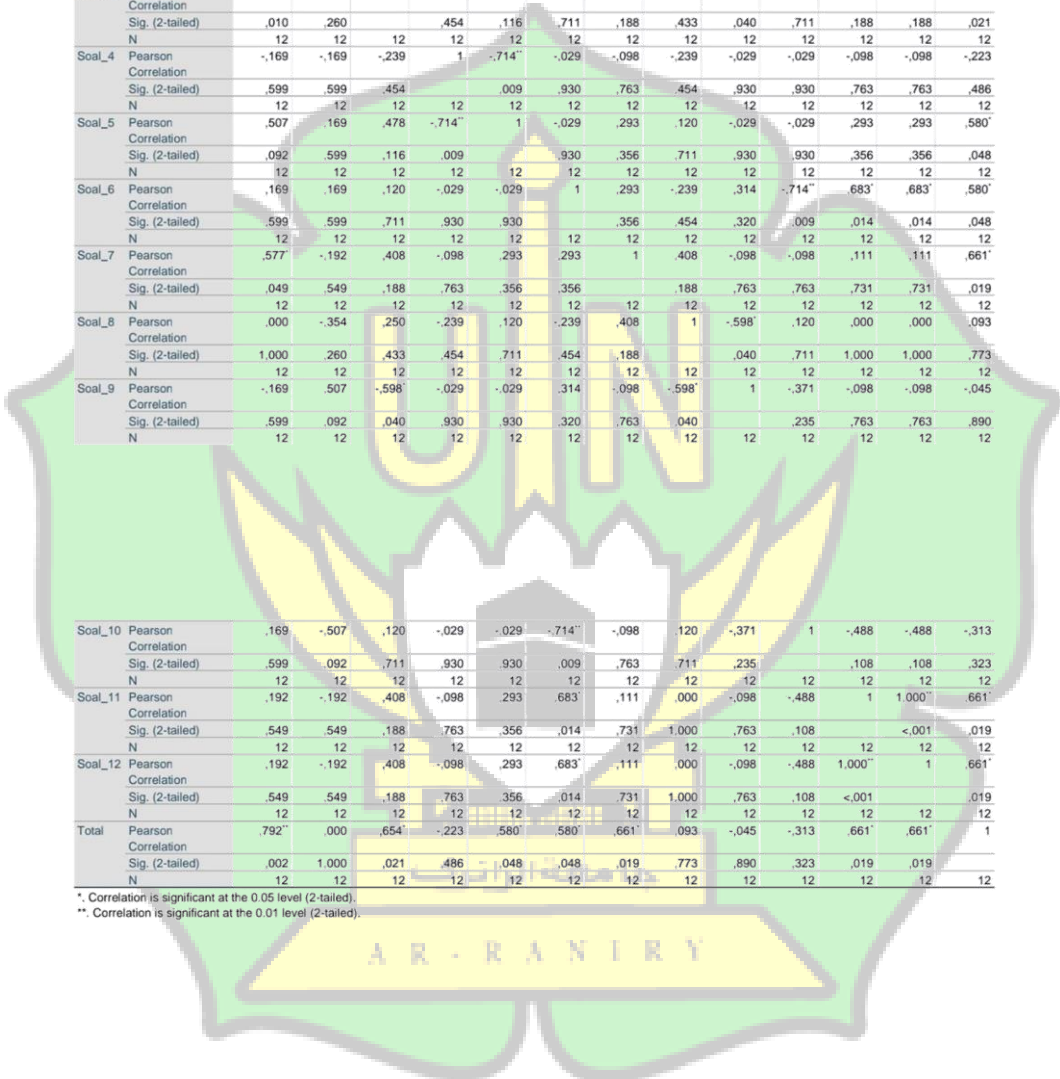 Correlation
Sig. (2-tailed) ,010 ,260 ,454 ,116 ,711 ,188 ,433 ,040 ,711 ,188 ,188 ,021
N 12 12 12 12 12 12 12 12 12 12 12 12 12
Soal_4 Pearson Correlation -,169 -,169 -,239 1 -,714** -,029 -,098 -,239 -,029 -,029 -,098 -,098 -,223
Sig. (2-tailed) ,599 ,599 ,454 ,009 ,930 ,763 ,454 ,930 ,930 ,763 ,763 ,486
N 12 12 12 12 12 12 12 12 12 12 12 12 12
Soal_5 Pearson Correlation ,507 ,169 ,478 -,714** 1 -,029 ,293 ,120 -,029 -,029 ,293 ,293 ,580*
Sig. (2-tailed) ,092 ,599 ,116 ,009 ,930 ,356 ,711 ,930 ,930 ,356 ,356 ,048
N 12 12 12 12 12 12 12 12 12 12 12 12 12
Soal_6 Pearson Correlation ,169 ,169 ,120 -,029 -,029 1 ,293 -,239 ,314 -,714** ,683* ,683* ,580*
Sig. (2-tailed) ,599 ,599 ,711 ,930 ,930 ,356 ,454 ,320 ,009 ,014 ,014 ,048
N 12 12 12 12 12 12 12 12 12 12 12 12 12
Soal_7 Pearson Correlation ,577* -,192 ,408 -,098 ,293 ,293 1 ,408 -,098 -,098 ,111 ,111 ,661*
Sig. (2-tailed) ,049 ,549 ,188 ,763 ,356 ,356 ,188 ,763 ,763 ,731 ,731 ,019
N 12 12 12 12 12 12 12 12 12 12 12 12 12
Soal_8 Pearson Correlation ,000 -,354 ,250 -,239 ,120 -,239 ,408 1 -,598* ,120 ,000 ,000 ,093
Sig. (2-tailed) 1,000 ,260 ,433 ,454 ,711 ,454 ,188 ,040 ,711 1,000 1,000 ,773
N 12 12 12 12 12 12 12 12 12 12 12 12 12
Soal_9 Pearson Correlation -,169 ,507 -,598* -,029 -,029 ,314 -,098 -,598* 1 -,371 -,098 -,098 -,045
Sig. (2-tailed) ,599 ,092 ,040 ,930 ,930 ,320 ,763 ,040 ,235 ,763 ,763 ,890
N 12 12 12 12 12 12 12 12 12 12 12 12 12
UIN
Soal_10 Pearson Correlation ,169 -,507 ,120 -,029 -,029 -,714** -,098 ,120 -,371 1 -,488 -,488 -,313
Sig. (2-tailed) ,599 ,092 ,711 ,930 ,930 ,009 ,763 ,711 ,235 ,108 ,108 ,323
N 12 12 12 12 12 12 12 12 12 12 12 12 12
Soal_11 Pearson Correlation ,192 -,192 ,408 -,098 ,293 ,683* ,111 ,000 -,098 -,488 1 1,000** ,661*
Sig. (2-tailed) ,549 ,549 ,188 ,763 ,356 ,014 ,731 1,000 ,763 ,108 <,001 ,019
N 12 12 12 12 12 12 12 12 12 12 12 12 12
Soal_12 Pearson Correlation ,192 -,192 ,408 -,098 ,293 ,683* ,111 ,000 -,098 -,488 1,000** 1 ,661*
Sig. (2-tailed) ,549 ,549 ,188 ,763 ,356 ,014 ,731 1,000 ,763 ,108 <,001 ,019
N 12 12 12 12 12 12 12 12 12 12 12 12 12
Total Pearson Correlation ,792** ,000 ,654* -,223 ,580* ,580* ,661* ,093 -,045 -,313 ,661* ,661* 1
Sig. (2-tailed) ,002 1,000 ,021 ,486 ,048 ,048 ,019 ,773 ,890 ,323 ,019 ,019
N 12 12 12 12 12 12 12 12 12 12 12 12 12
*. Correlation is significant at the 0.05 level (2-tailed).
**. Correlation is significant at the 0.01 level (2-tailed).
AR-RANIRY